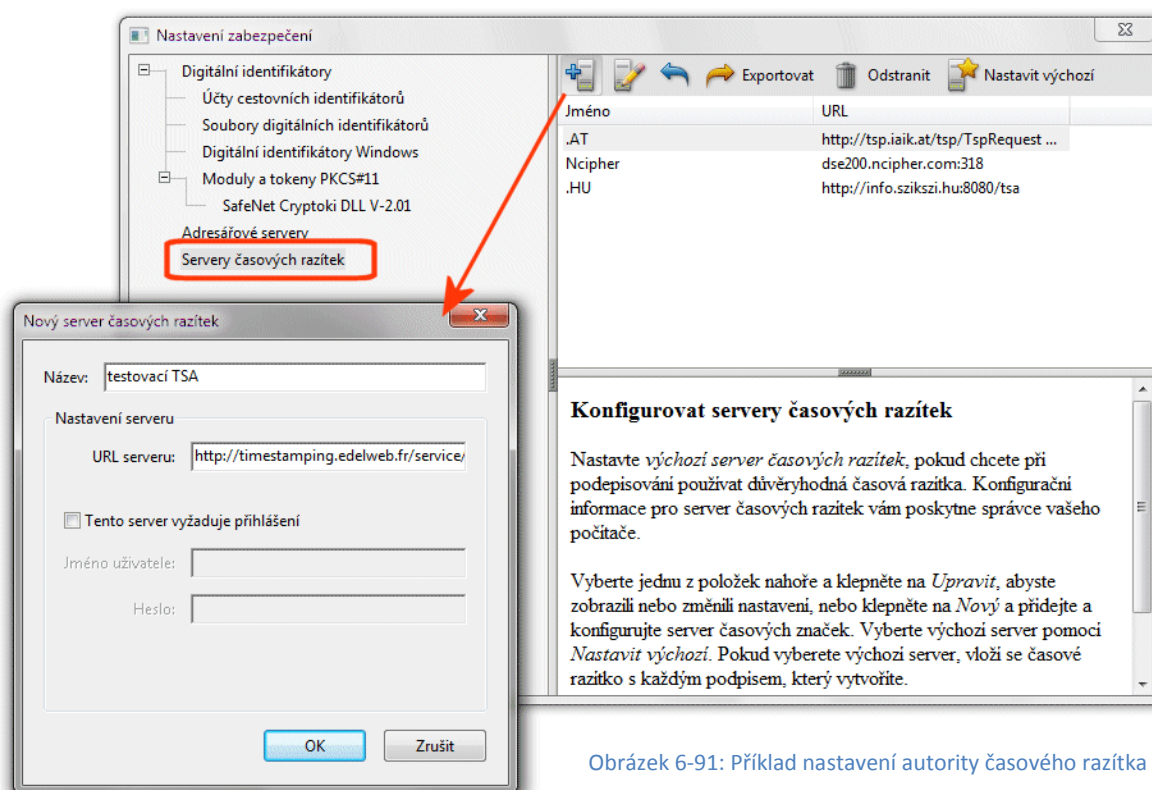 Nastavení zabezpečení
Digitální identifikátory
Účty cestovních identifikátorů
Soubory digitálních identifikátorů
Digitální identifikátory Windows
Moduly a tokeny PKCS#11
SafeNet Cryptoki DLL V-2.01
Adresářové servery
Servery časových razítek
Exportovat Odstranit Nastavit výchozí
Jméno URL
.AT http://tsp.iaik.at/tsp/TspRequest ...
Ncipher dse200.ncipher.com:318
.HU http://info.szikszi.hu:8080/tsa
Nový server časových razítek
Název: testovací TSA
Nastavení serveru
URL serveru: http://timestamping.edelweb.fr/service/
Tento server vyžaduje přihlášení
Jméno uživatele:
Heslo:
OK Zrušit
Konfigurovat servery časových razítek
Nastavte výchozí server časových razítek, pokud chcete při
podepisování používat důvěryhodná časová razítka. Konfigurační
informace pro server časových razítek vám poskytne správce vašeho
počítače.
Vyberte jednu z položek nahoře a klepněte na Upravit, abyste
zobrazili nebo změnili nastavení, nebo klepněte na Nový a přidejte a
konfigurujte server časových značek. Vyberte výchozí server pomocí
Nastavit výchozí. Pokud vyberete výchozí server, vloží se časové
razítko s každým podpisem, který vytvoříte.
Obrázek 6-91: Příklad nastavení autority časového razítka